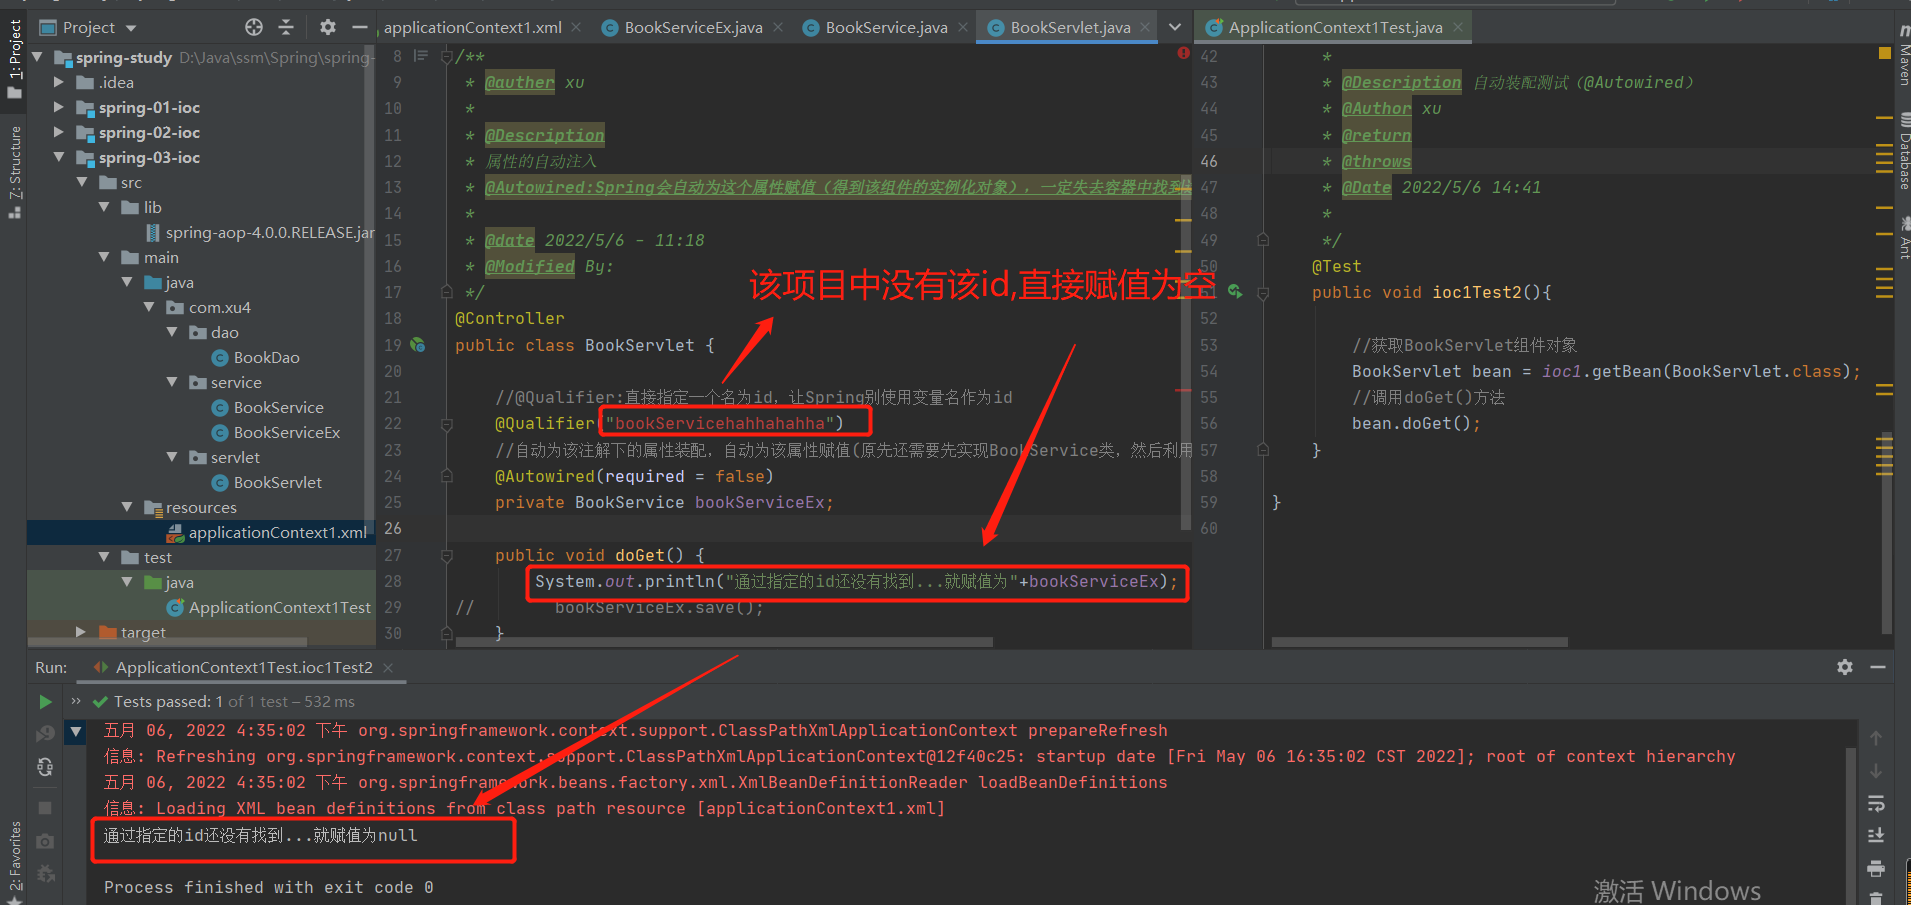 Project
applicationContext1.xml
BookServiceEx.java
BookService.java
BookServlet.java
ApplicationContext1Test.java
1: Project
7: Structure
2: Favorites
Maven
Database
Ant
spring-study D:\Java\ssm\Spring\spring-
.idea
spring-01-ioc
spring-02-ioc
spring-03-ioc
src
lib
spring-aop-4.0.0.RELEASE.jar
main
java
com.xu4
dao
BookDao
service
BookService
BookServiceEx
servlet
BookServlet
resources
applicationContext1.xml
test
java
ApplicationContext1Test
target
8 /**
9 * @auther xu
10 *
11 * @Description
12 * 属性的自动注入
13 * @Autowired:Spring会自动为这个属性赋值（得到该组件的实例化对象），一定失去容器中找到
14 *
15 * @date 2022/5/6 - 11:18
16 * @Modified By:
17 */
18 @Controller
19 public class BookServlet {
20
21 //@Qualifier:直接指定一个名为id，让Spring别使用变量名作为id
22 @Qualifier("bookServicehahhahahha")
23 //自动为该注解下的属性装配，自动为该属性赋值(原先还需要先实现BookService类，然后利用
24 @Autowired(required = false)
25 private BookService bookServiceEx;
26
27 public void doGet() {
28 System.out.println("通过指定的id还没有找到...就赋值为"+bookServiceEx);
29 // bookServiceEx.save();
30 }
该项目中没有该id,直接赋值为空
42 *
43 * @Description 自动装配测试（@Autowired）
44 * @Author xu
45 * @return
46 * @throws
47 * @Date 2022/5/6 14:41
48 *
49 */
50 @Test
51 public void ioc1Test2(){
52
53 //获取BookServlet组件对象
54 BookServlet bean = ioc1.getBean(BookServlet.class);
55 //调用doGet()方法
56 bean.doGet();
57 }
58
59 }
60
Run: ApplicationContext1Test.ioc1Test2
Tests passed: 1 of 1 test – 532 ms
五月 06, 2022 4:35:02 下午 org.springframework.context.support.ClassPathXmlApplicationContext prepareRefresh
信息: Refreshing org.springframework.context.support.ClassPathXmlApplicationContext@12f40c25: startup date [Fri May 06 16:35:02 CST 2022]; root of context hierarchy
五月 06, 2022 4:35:02 下午 org.springframework.beans.factory.xml.XmlBeanDefinitionReader loadBeanDefinitions
信息: Loading XML bean definitions from class path resource [applicationContext1.xml]
通过指定的id还没有找到...就赋值为null
Process finished with exit code 0
激活 Windows